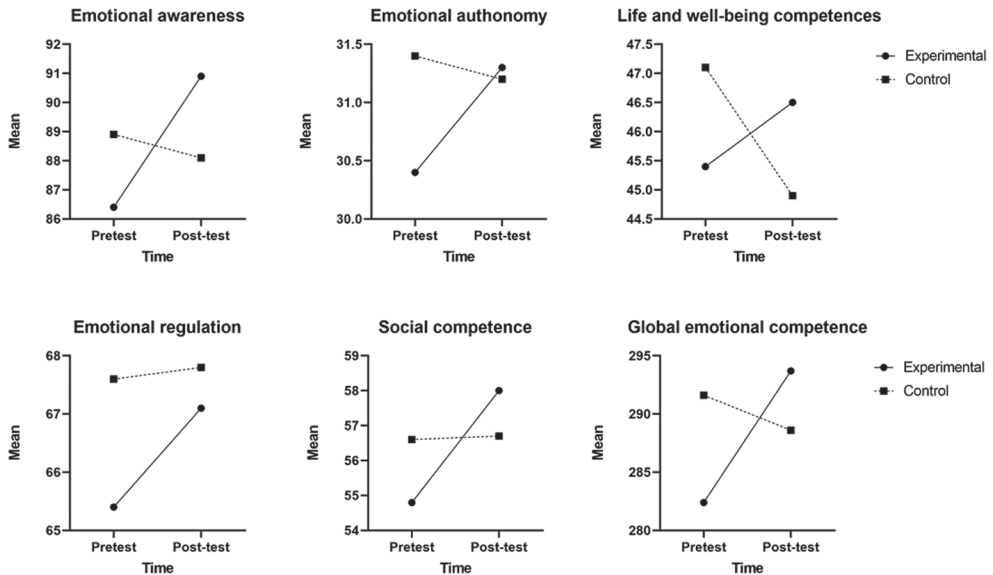 Emotional awareness
92
91
90
89
88
87
86
Mean
Pretest
Post-test
Time
Emotional authonomy
31.5
31.0
30.5
30.0
Mean
Pretest
Post-test
Time
Life and well-being competences
47.5
47.0
46.5
46.0
45.5
45.0
44.5
Mean
Pretest
Post-test
Time
Experimental
Control
Emotional regulation
68
67
66
65
Mean
Pretest
Post-test
Time
Social competence
59
58
57
56
55
54
Mean
Pretest
Post-test
Time
Global emotional competence
295
290
285
280
Mean
Pretest
Post-test
Time
Experimental
Control